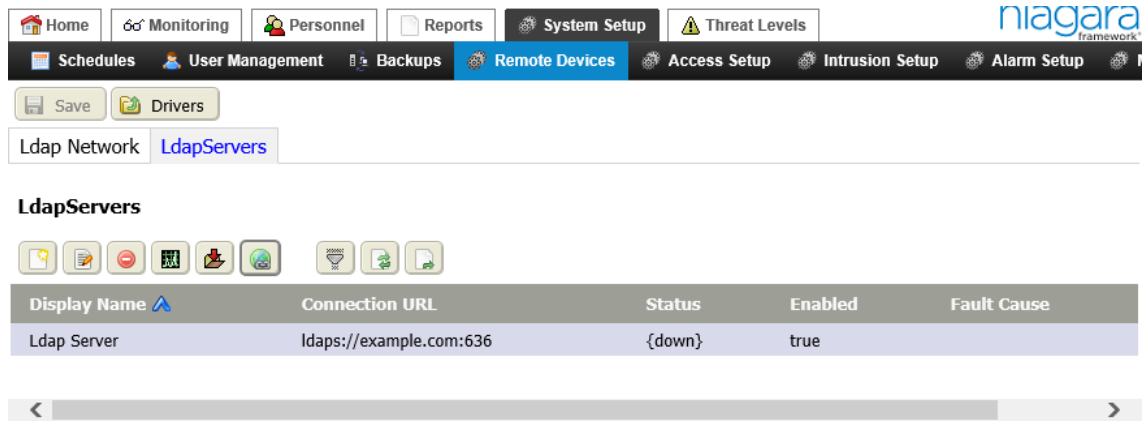 Home Monitoring Personnel Reports System Setup Threat Levels niagara
framework®
Schedules User Management Backups Remote Devices Access Setup Intrusion Setup Alarm Setup
Save Drivers
Ldap Network LdapServers
LdapServers
Display Name Connection URL Status Enabled Fault Cause
Ldap Server ldaps://example.com:636 {down} true